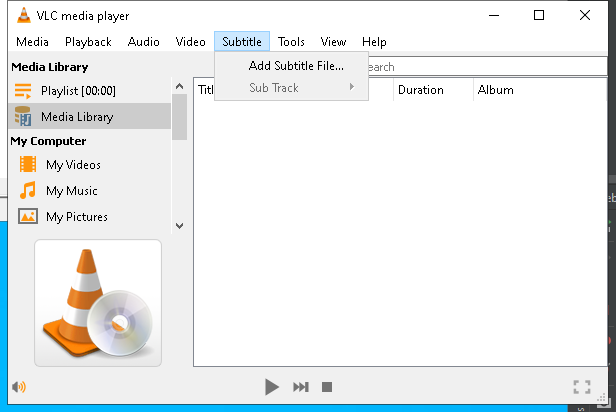 VLC media player
Media Playback Audio Video Subtitle Tools View Help
Media Library
Add Subtitle File...
Sub Track
Search
Playlist [00:00]
Media Library
Duration
Album
My Computer
My Videos
My Music
My Pictures